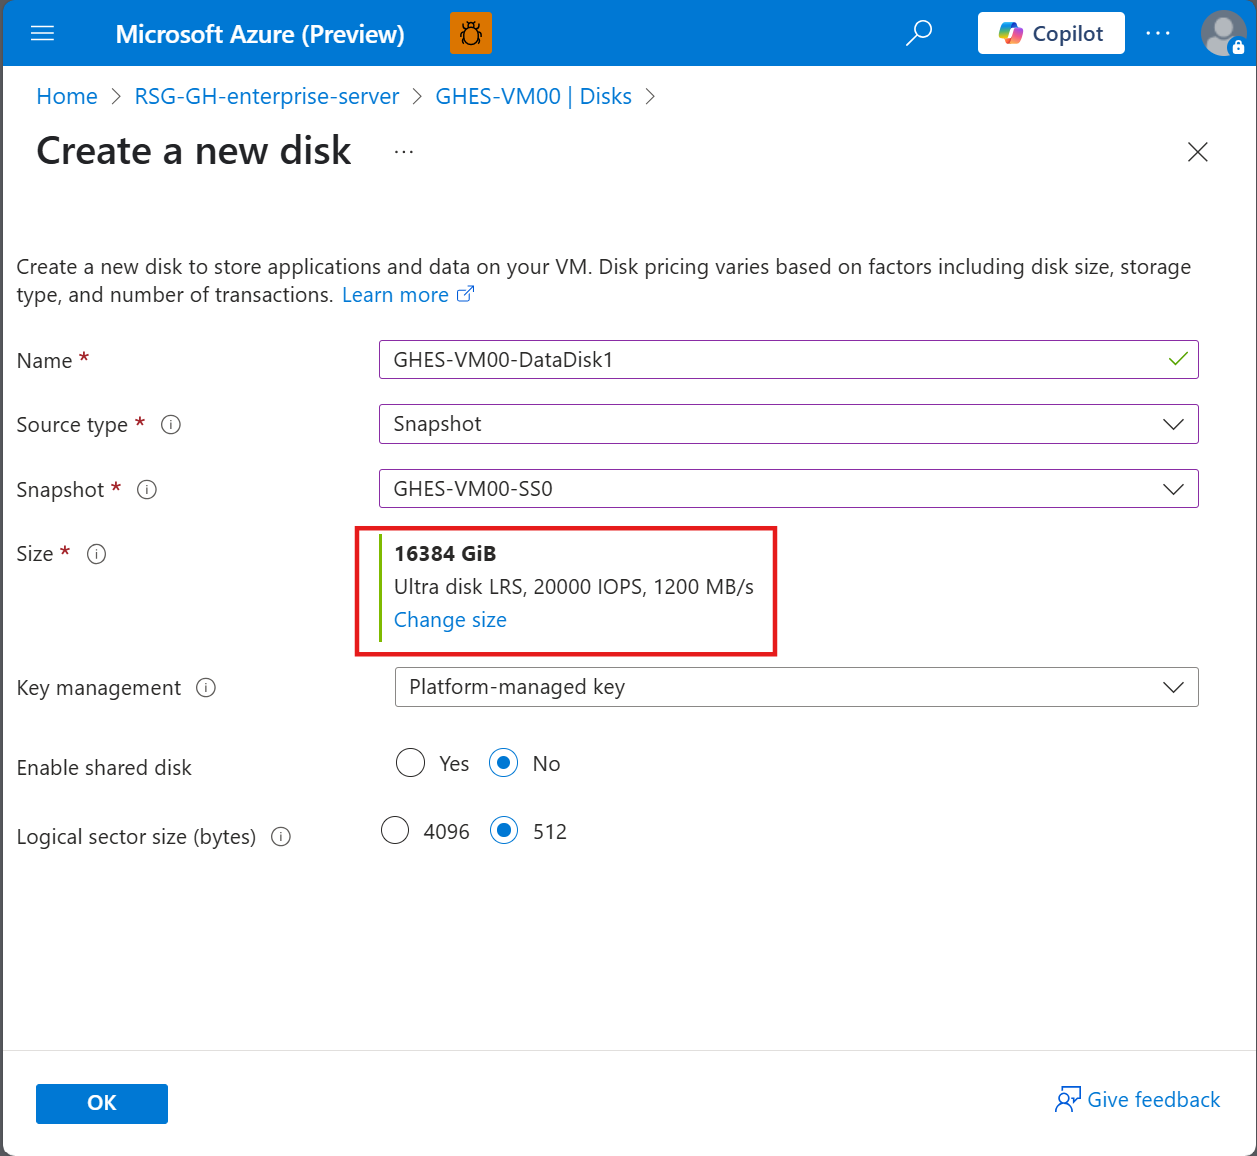 Microsoft Azure (Preview)
Copilot
Home > RSG-GH-enterprise-server > GHES-VM00 | Disks >
Create a new disk ...
Create a new disk to store applications and data on your VM. Disk pricing varies based on factors including disk size, storage
type, and number of transactions. Learn more
Name *
GHES-VM00-DataDisk1
Source type *
Snapshot
Snapshot *
GHES-VM00-SS0
Size *
16384 GiB
Ultra disk LRS, 20000 IOPS, 1200 MB/s
Change size
Key management
Platform-managed key
Enable shared disk
Yes No
Logical sector size (bytes)
4096 512
OK
Give feedback